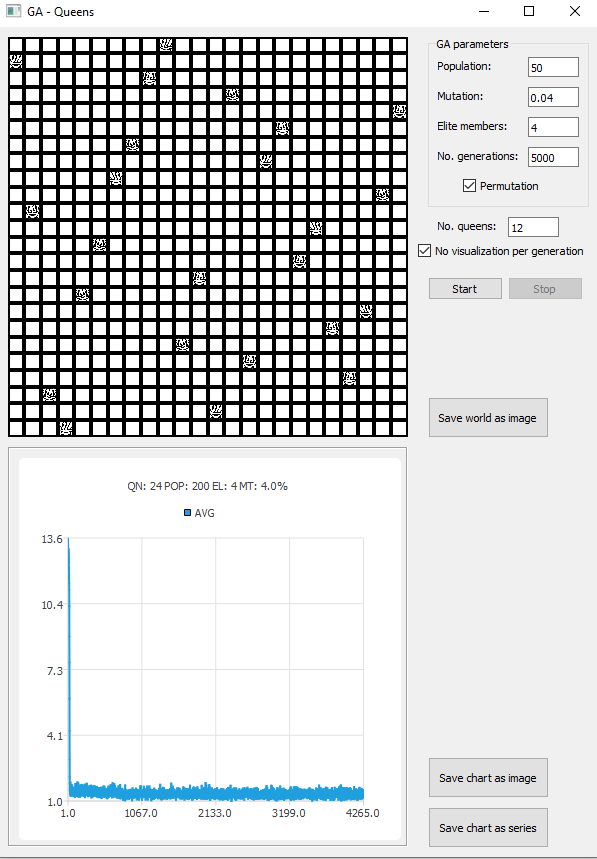 GA - Queens
GA parameters
Population: 50
Mutation: 0.04
Elite members: 4
No. generations: 5000
Permutation
No. queens: 12
No visualization per generation
Start Stop
Save world as image
QN: 24 POP: 200 EL: 4 MT: 4.0%
AVG
13.6
10.4
7.3
4.1
1.0
1.0 1067.0 2133.0 3199.0 4265.0
Save chart as image
Save chart as series